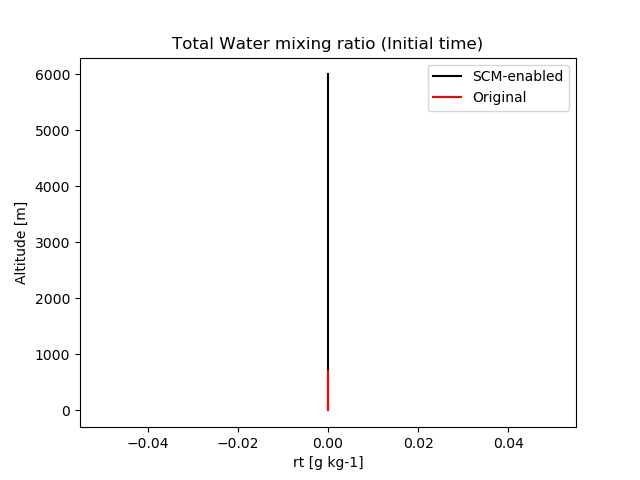 Total Water mixing ratio (Initial time)
SCM-enabled
Original
6000
5000
4000
3000
2000
1000
0
Altitude [m]
−0.04 −0.02 0.00 0.02 0.04
rt [g kg-1]